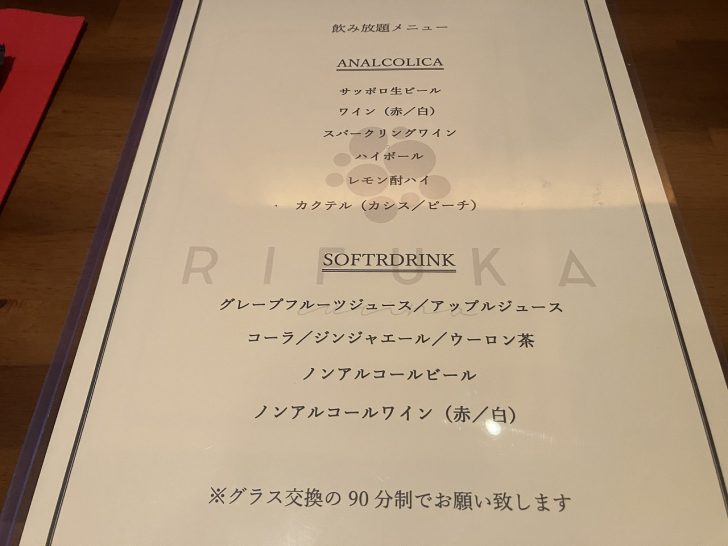 飲み放題メニュー
ANALCOLICA
サッポロ生ビール
ワイン（赤／白）
スパークリングワイン
ハイボール
レモン酎ハイ
カクテル（カシス／ピーチ）
RIFUKA
SOFTRDRINK
グレープフルーツジュース／アップルジュース
コーラ／ジンジャエール／ウーロン茶
ノンアルコールビール
ノンアルコールワイン（赤／白）
※グラス交換の 90 分制でお願い致します